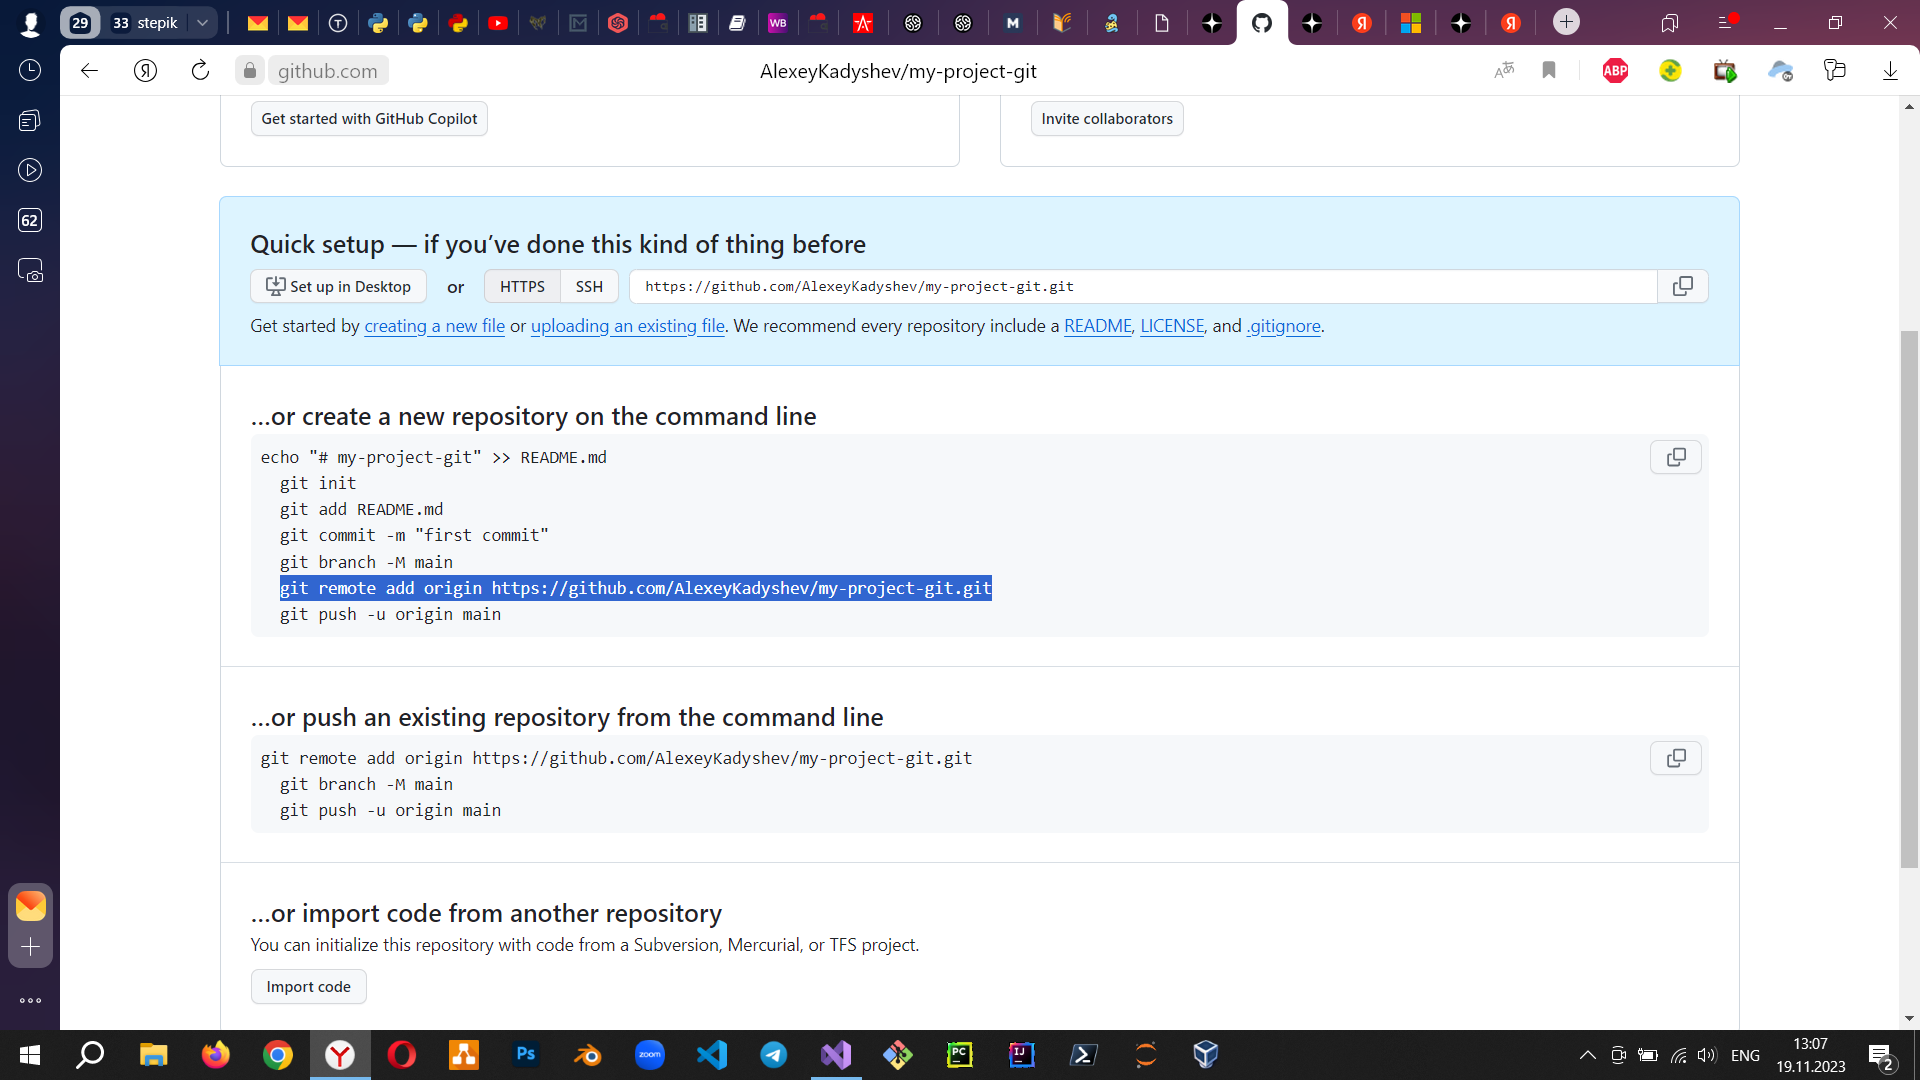 29
33 stepik
github.com
AlexeyKadyshev/my-project-git
ABP
62
Get started with GitHub Copilot
Invite collaborators
Quick setup — if you’ve done this kind of thing before
Set up in Desktop
or
HTTPS
SSH
https://github.com/AlexeyKadyshev/my-project-git.git
Get started by creating a new file or uploading an existing file. We recommend every repository include a README, LICENSE, and .gitignore.
…or create a new repository on the command line
echo "# my-project-git" >> README.md
git init
git add README.md
git commit -m "first commit"
git branch -M main
git remote add origin https://github.com/AlexeyKadyshev/my-project-git.git
git push -u origin main
…or push an existing repository from the command line
git remote add origin https://github.com/AlexeyKadyshev/my-project-git.git
git branch -M main
git push -u origin main
…or import code from another repository
You can initialize this repository with code from a Subversion, Mercurial, or TFS project.
Import code
Ps
zoom
PC
IJ
ENG
13:07
19.11.2023
2